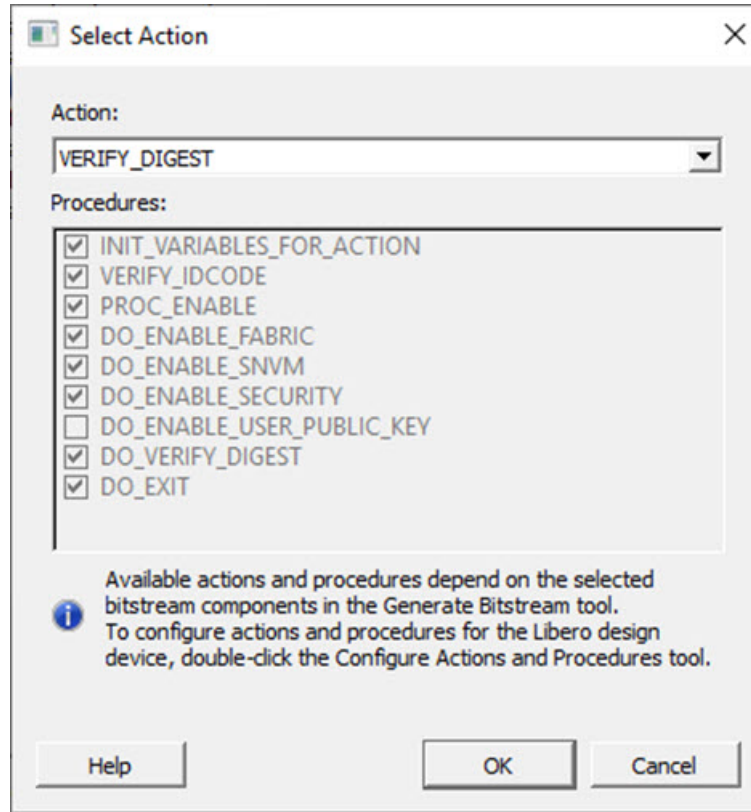 Select Action
Action:
VERIFY_DIGEST
Procedures:
INIT_VARIABLES_FOR_ACTION
VERIFY_IDCODE
PROC_ENABLE
DO_ENABLE_FABRIC
DO_ENABLE_SNVM
DO_ENABLE_SECURITY
DO_ENABLE_USER_PUBLIC_KEY
DO_VERIFY_DIGEST
DO_EXIT
Available actions and procedures depend on the selected
bitstream components in the Generate Bitstream tool.
To configure actions and procedures for the Libero design
device, double-click the Configure Actions and Procedures tool.
Help OK Cancel